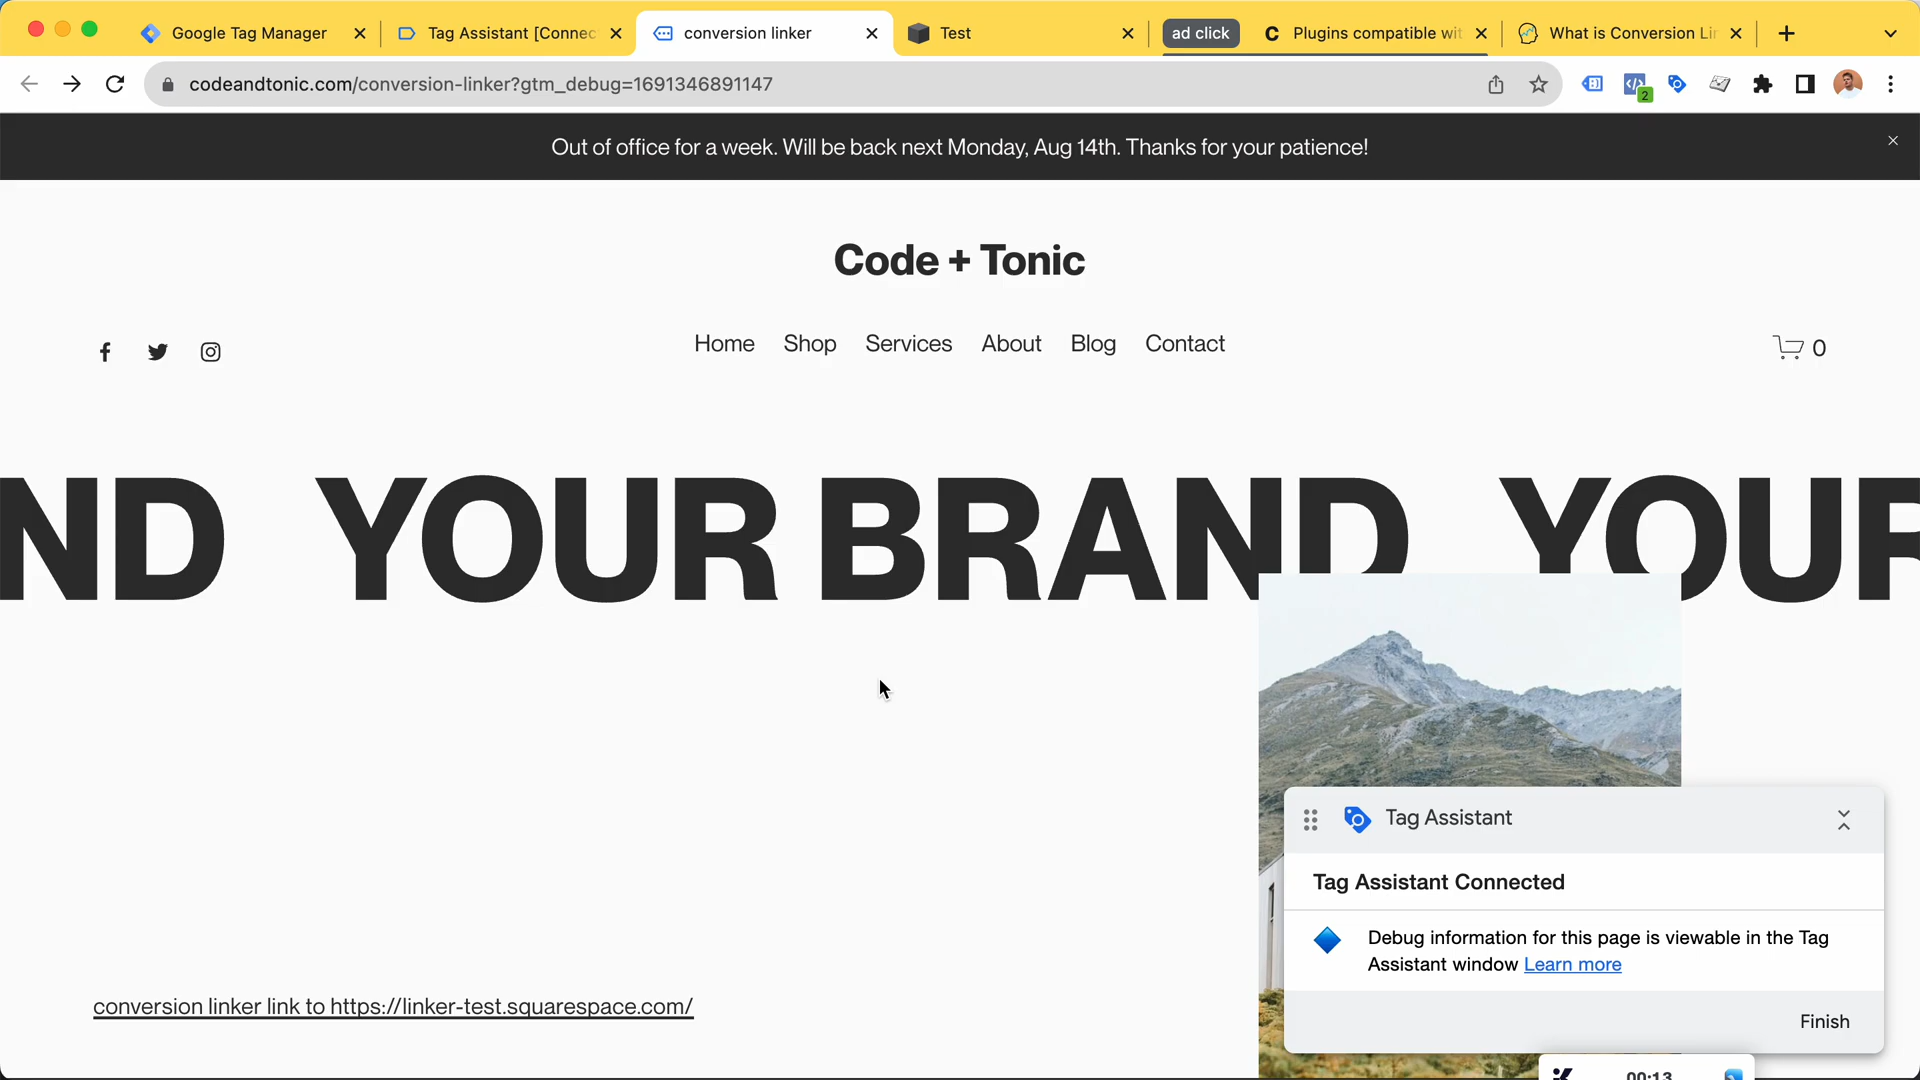 Google Tag Manager
Tag Assistant [Connec
conversion linker
Test
ad click
Plugins compatible wit
What is Conversion Lin
codeandtonic.com/conversion-linker?gtm_debug=1691346891147
2
Out of office for a week. Will be back next Monday, Aug 14th. Thanks for your patience!
Code + Tonic
Home
Shop
Services
About
Blog
Contact
0
ND YOUR BRAND YOUR
conversion linker link to https://linker-test.squarespace.com/
Tag Assistant
Tag Assistant Connected
Debug information for this page is viewable in the Tag
Assistant window Learn more
Finish
00:13